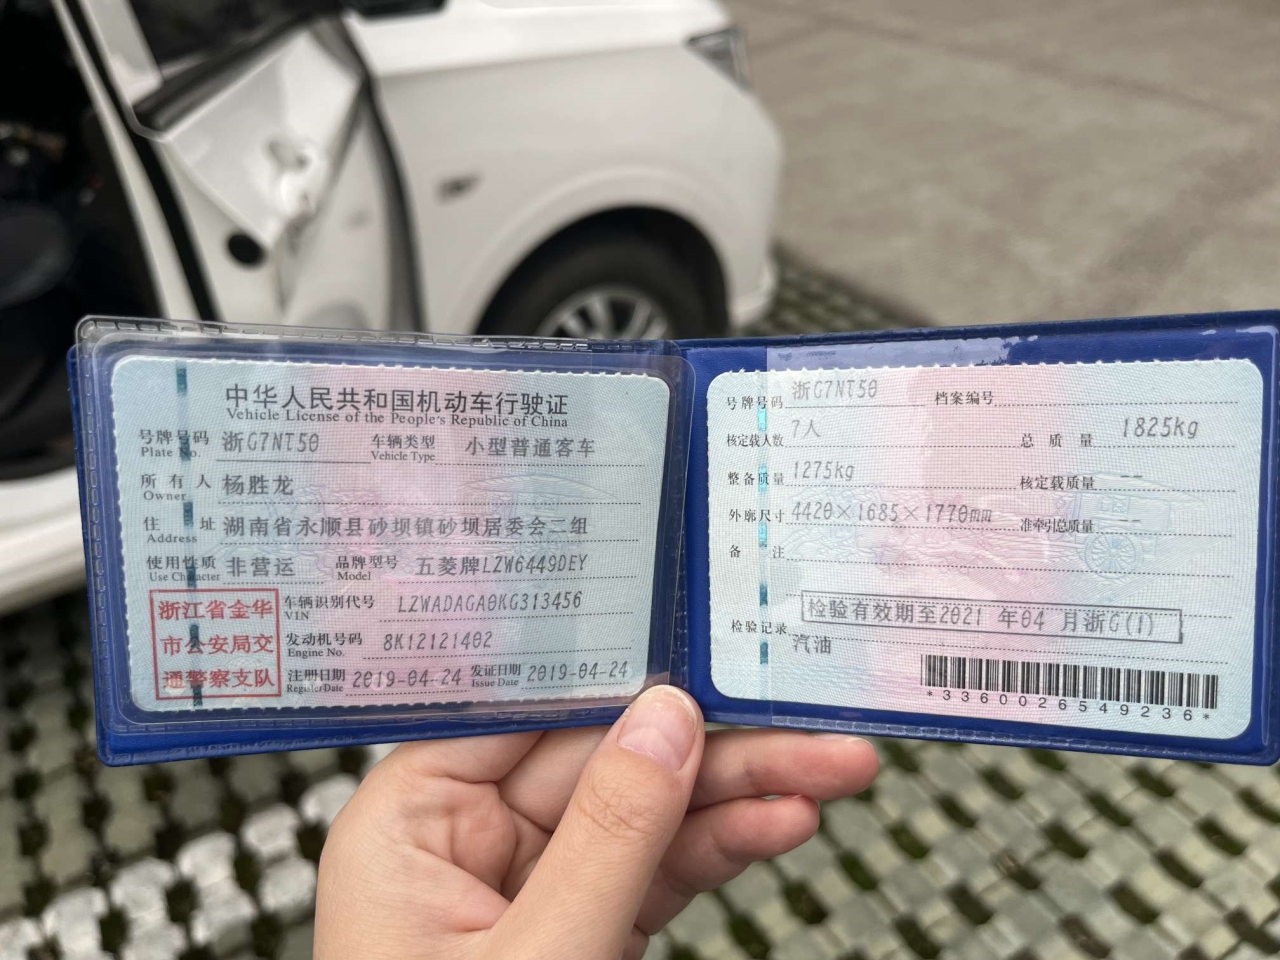 中华人民共和国机动车行驶证
Vehicle License of the People's Republic of China
号牌号码 浙G7NT50 车辆类型 小型普通客车
Plate No. Vehicle Type
所有人 杨胜龙
Owner
住址 湖南省永顺县砂坝镇砂坝居委会二组
Address
使用性质 非营运 品牌型号 五菱牌LZW6449DEY
Use Character Model
浙江省金华
市公安局交
通警察支队
车辆识别代号 LZWADAGA0KG313456
VIN
发动机号码 8K12121402
Engine No.
注册日期 2019-04-24 发证日期 2019-04-24
Register Date Issue Date
号牌号码 浙G7NT50 档案编号
核定载人数 7人 总质量 1825kg
整备质量 1275kg 核定载质量 --
外廓尺寸 4420×1685×1770mm 准牵引总质量 --
备注
检验有效期至2021年04月浙G(1)
检验记录 汽油
*3360026549236*